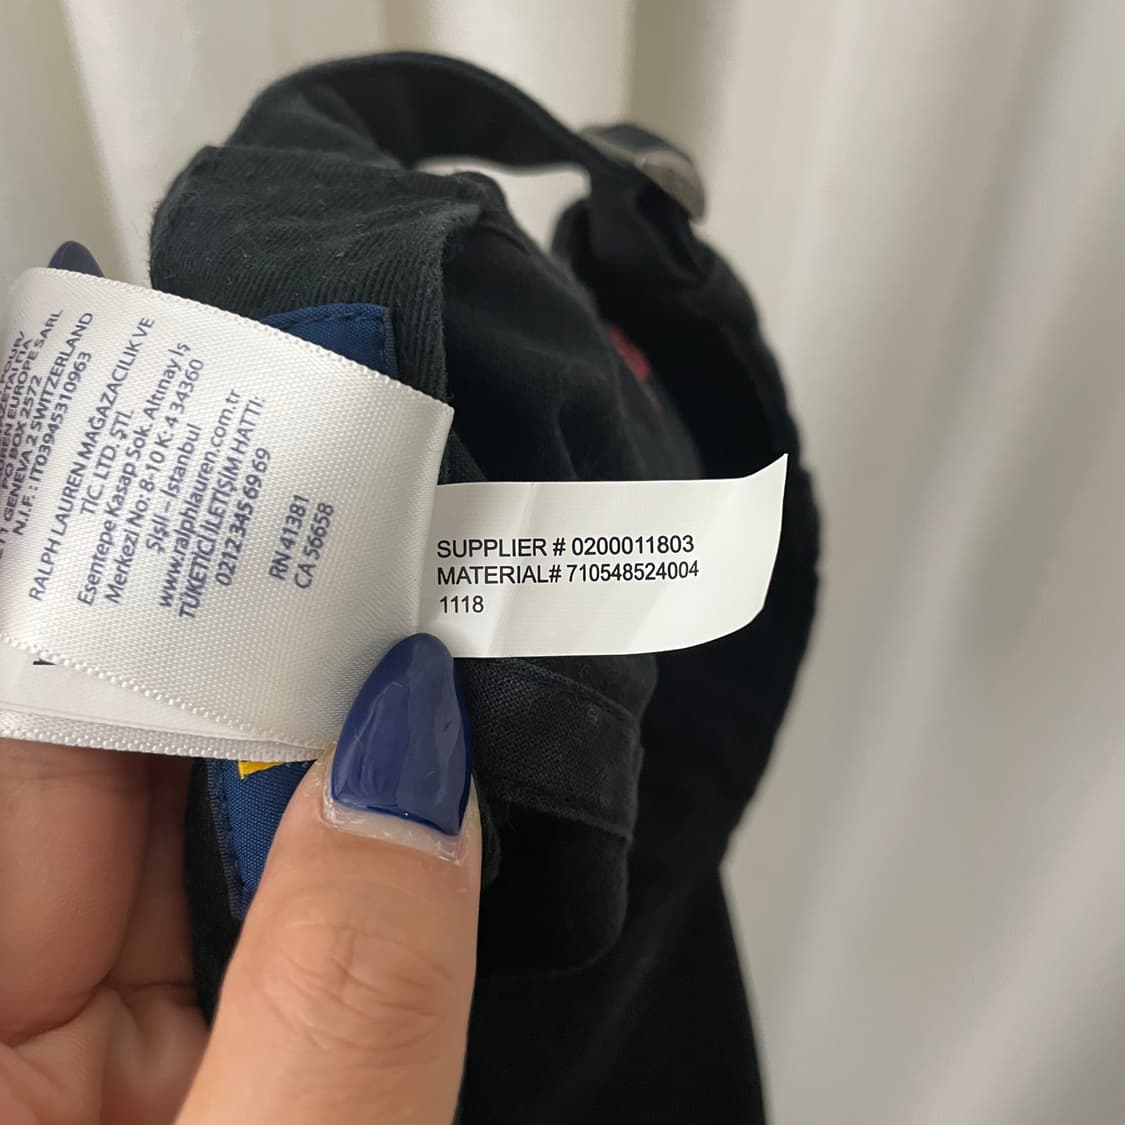 PO BOX 2572
GENEVA 2 SWITZERLAND
N.I.F. : IT03945310963
RALPH LAUREN MAĞAZACILIK VE
TİC. LTD. ŞTİ.
Esentepe Kasap Sok. Altınay İş
Merkezi No: 8-10 K: 4 34360
Şişli – İstanbul
www.ralphlauren.com.tr
TÜKETİCİ İLETİŞİM HATTI:
0212 345 69 69
RN 41381
CA 56658
SUPPLIER # 0200011803
MATERIAL# 710548524004
1118